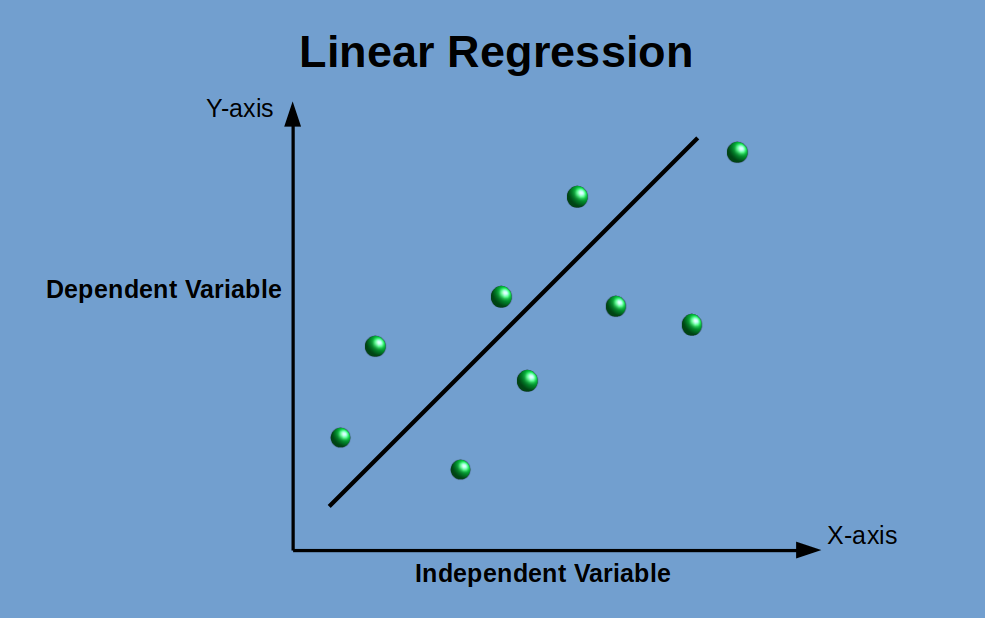 Linear Regression
Y-axis
Dependent Variable
X-axis
Independent Variable